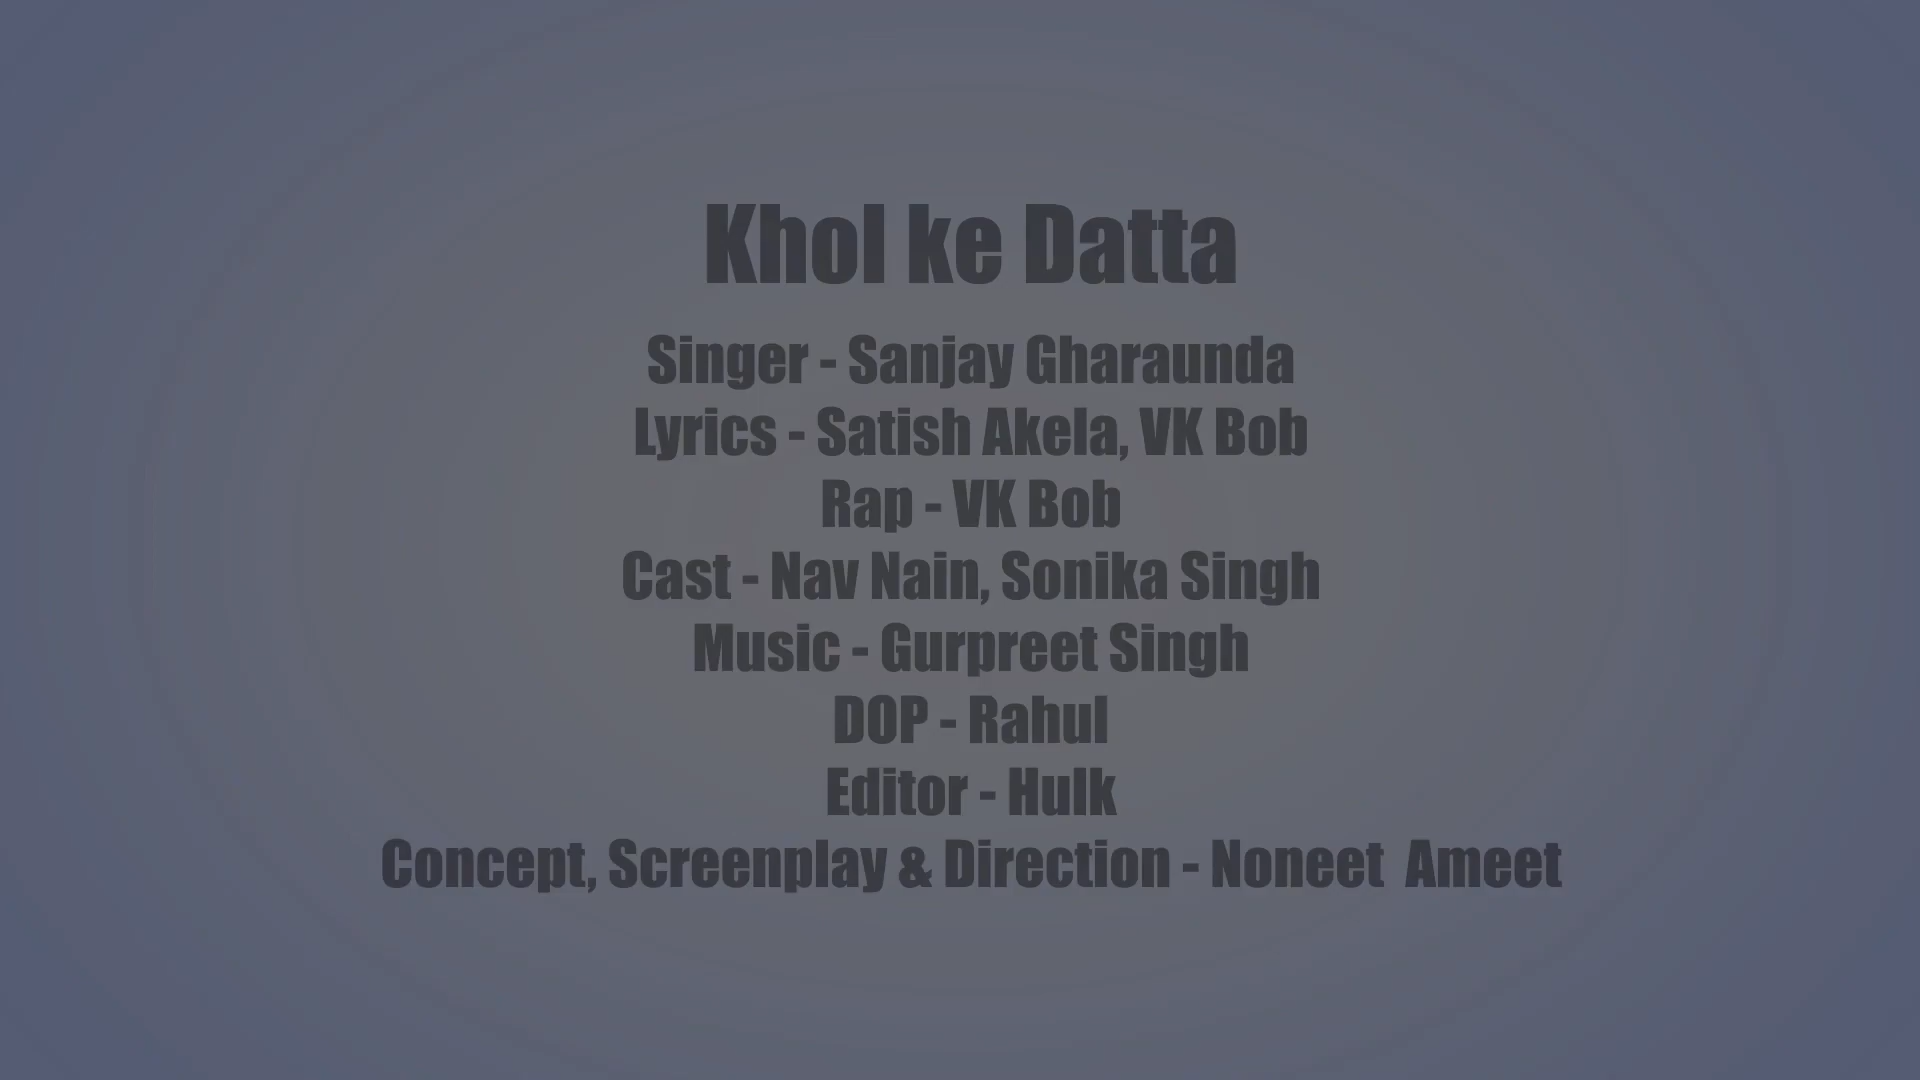 Khol ke Datta
Singer - Sanjay Gharaunda
Lyrics - Satish Akela, VK Bob
Rap - VK Bob
Cast - Nav Nain, Sonika Singh
Music - Gurpreet Singh
DOP - Rahul
Editor - Hulk
Concept, Screenplay & Direction - Noneet  Ameet